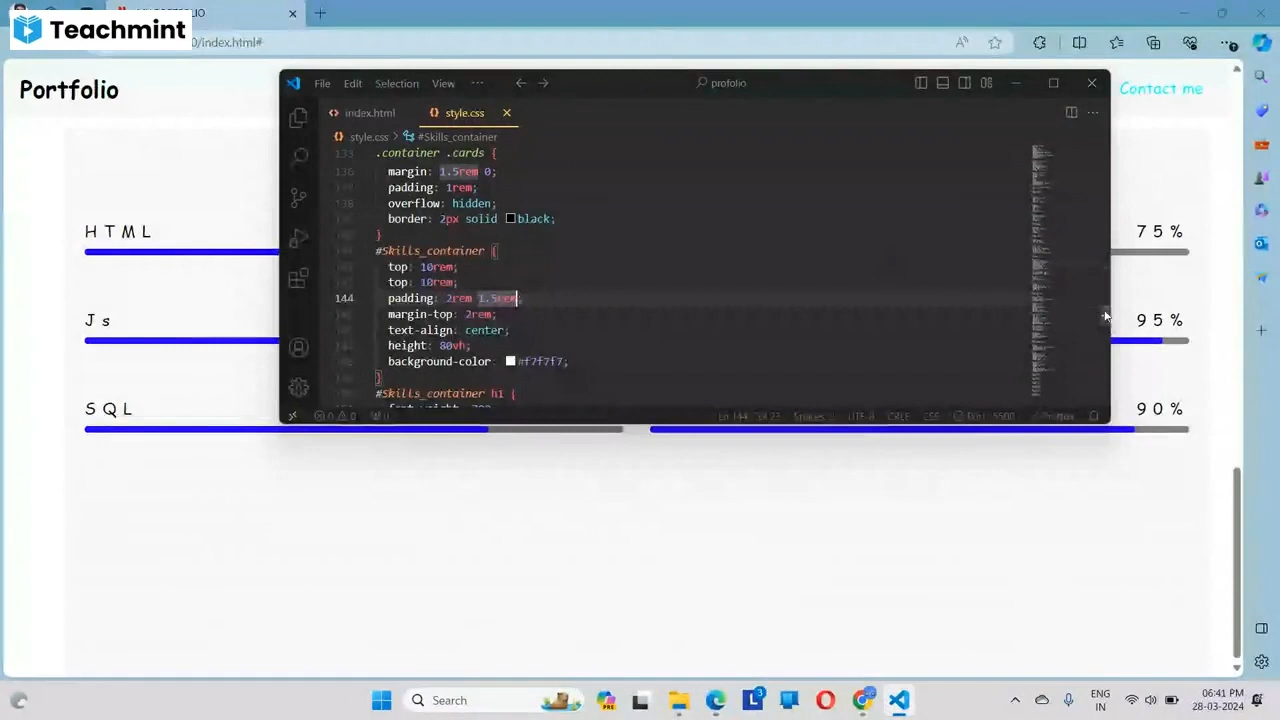 Teachmint
/index.html#
Portfolio
Contact me
File Edit Selection View ··· profolio
index.html style.css
style.css > #Skills_container
.container .cards {
margin: 1.5rem 0;
padding: 1rem;
overflow: hidden;
border: 2px solid black;
}
#Skills_container {
top: 10rem;
padding: 2rem 1.5rem;
margin-top: 2rem;
text-align: center;
height: 80vh;
background-color: #f7f7f7;
}
#Skills_container h1 {
HTML 75%
Js 95%
SQL 90%
Search
ENG
IN
06:41 PM
28-03-2024